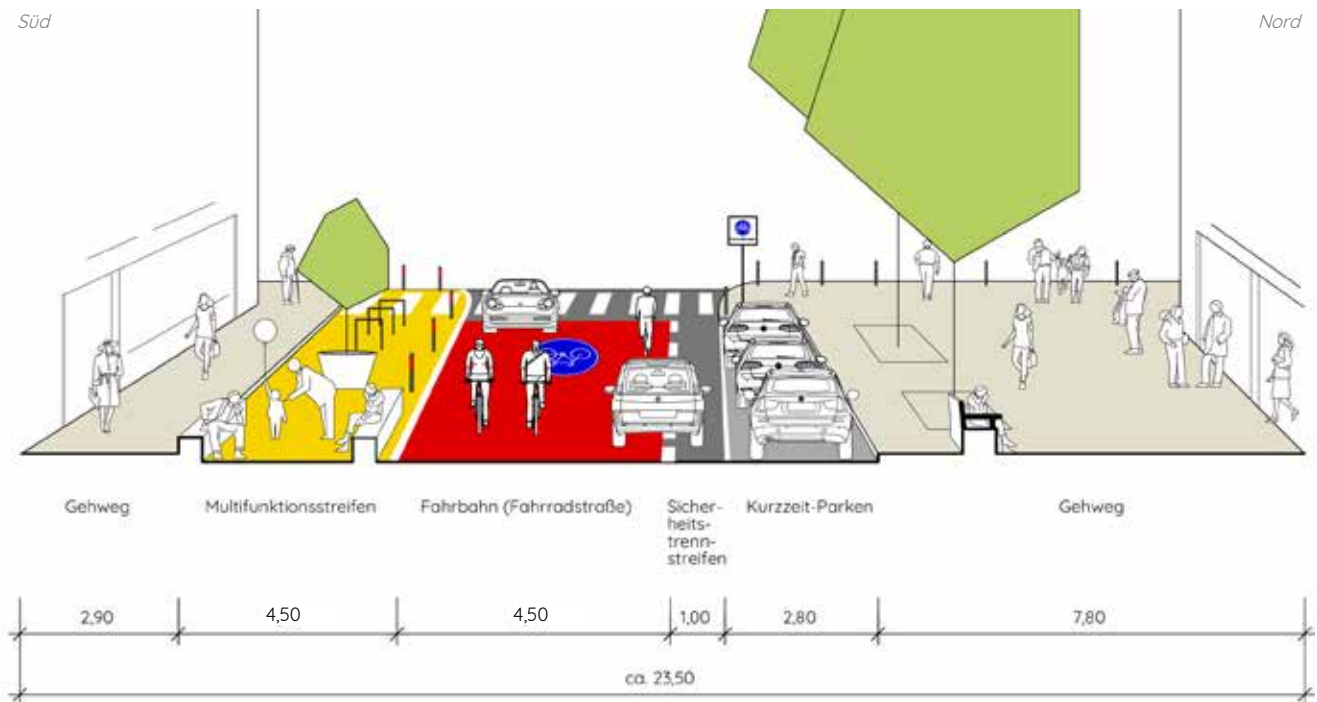 Süd
Nord
Gehweg
Multifunktionsstreifen
Fahrbahn (Fahrradstraße)
Sicher-
heits-
trenn-
streifen
Kurzzeit-Parken
Gehweg
2,90
4,50
4,50
1,00
2,80
7,80
ca. 23,50